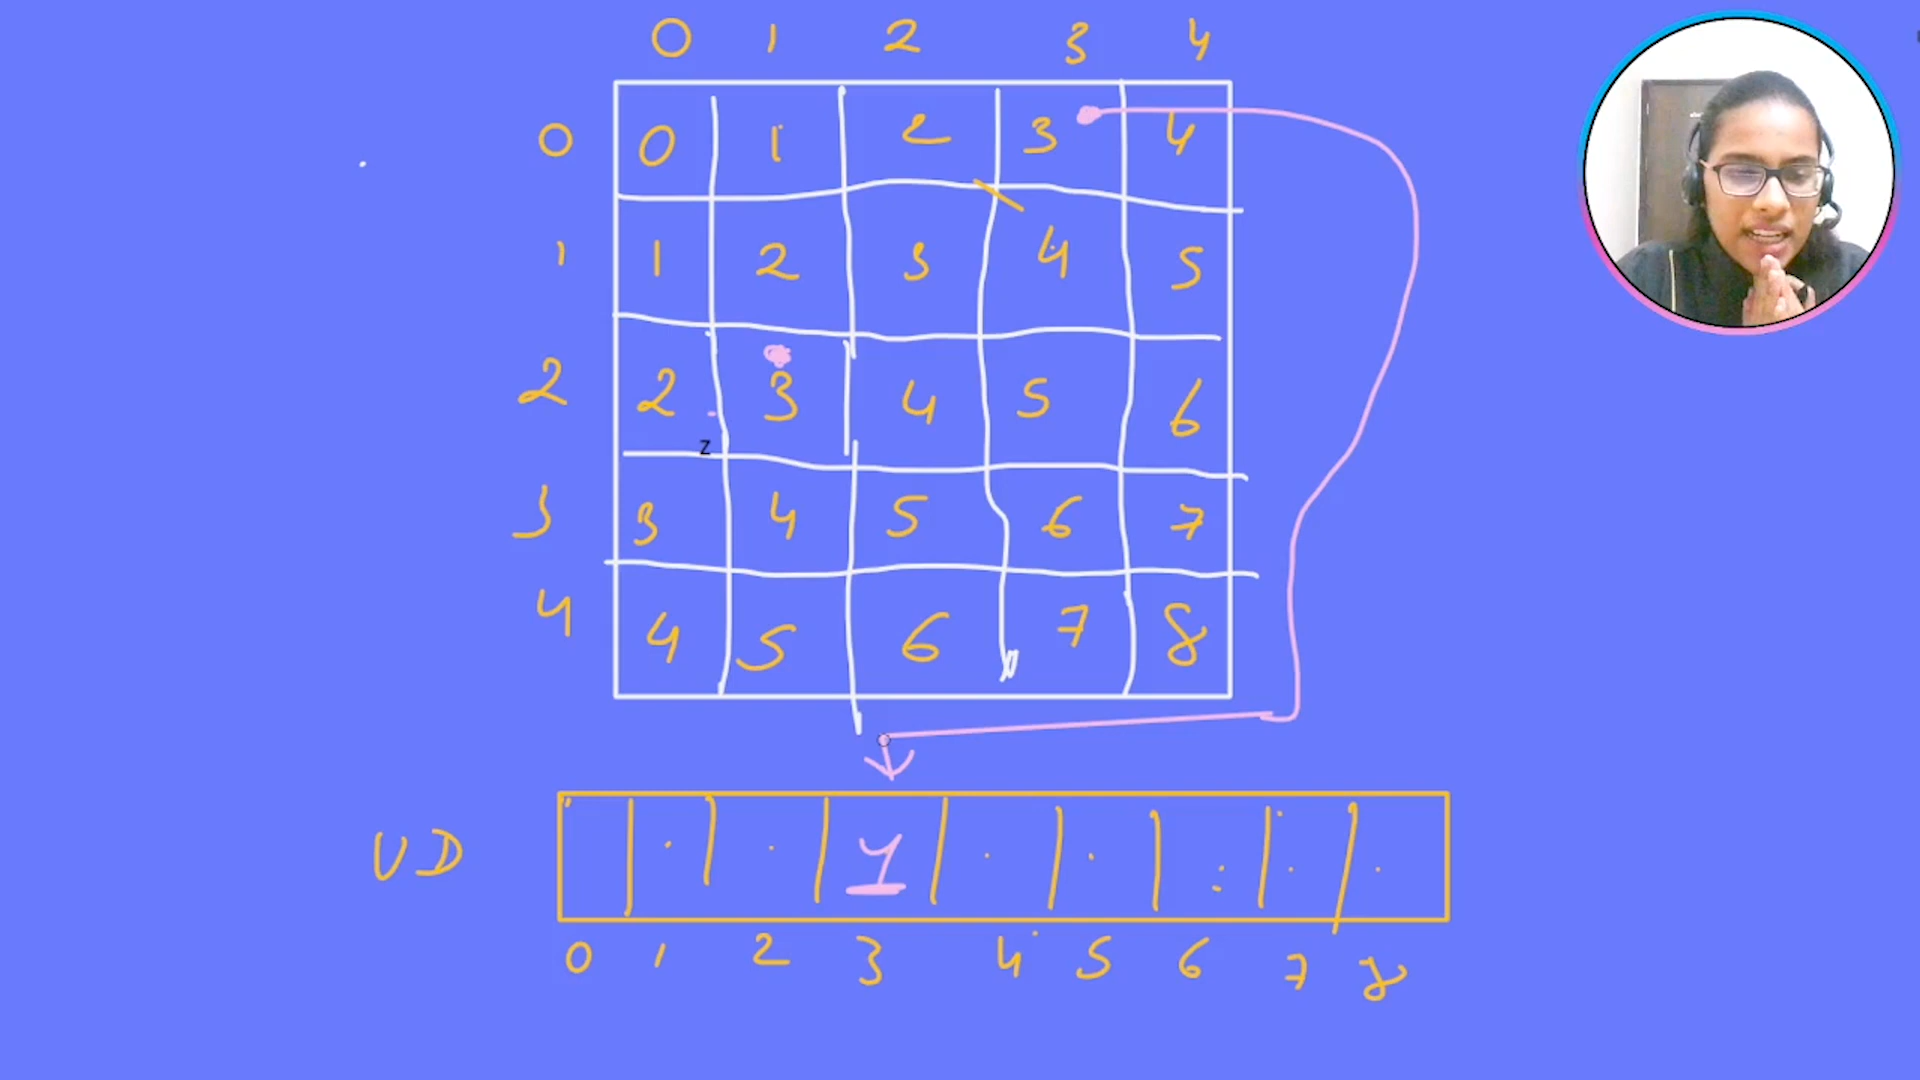 0 1 2 3 4
0 0 1 2 3 4
1 1 2 3 4 5
2 2 3 4 5 6
z
3 3 4 5 6 7
4 4 5 6 7 8
UD Y
0 1 2 3 4 5 6 7 8